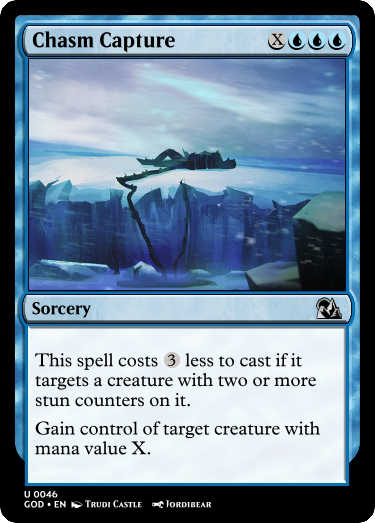 Chasm Capture X
Sorcery
This spell costs 3 less to cast if it
targets a creature with two or more
stun counters on it.
Gain control of target creature with
mana value X.
U 0046
GOD • EN Trudi Castle Jordibear